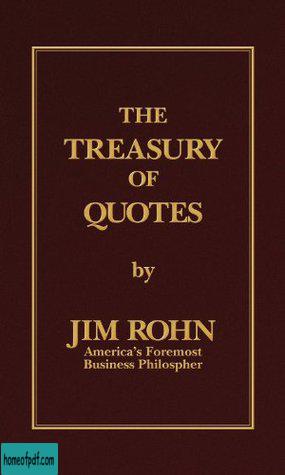 THE
TREASURY
OF
QUOTES
by
JIM ROHN
America's Foremost
Business Philospher
homeofpdf.com